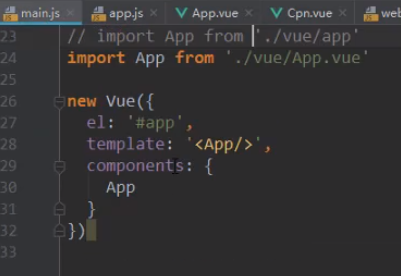 main.js × app.js × App.vue × Cpn.vue × web
23 // import App from './vue/app'
24 import App from './vue/App.vue'
25
26 new Vue({
27 el: '#app',
28 template: '<App/>',
29 components: {
30 App
31 }
32 })
33